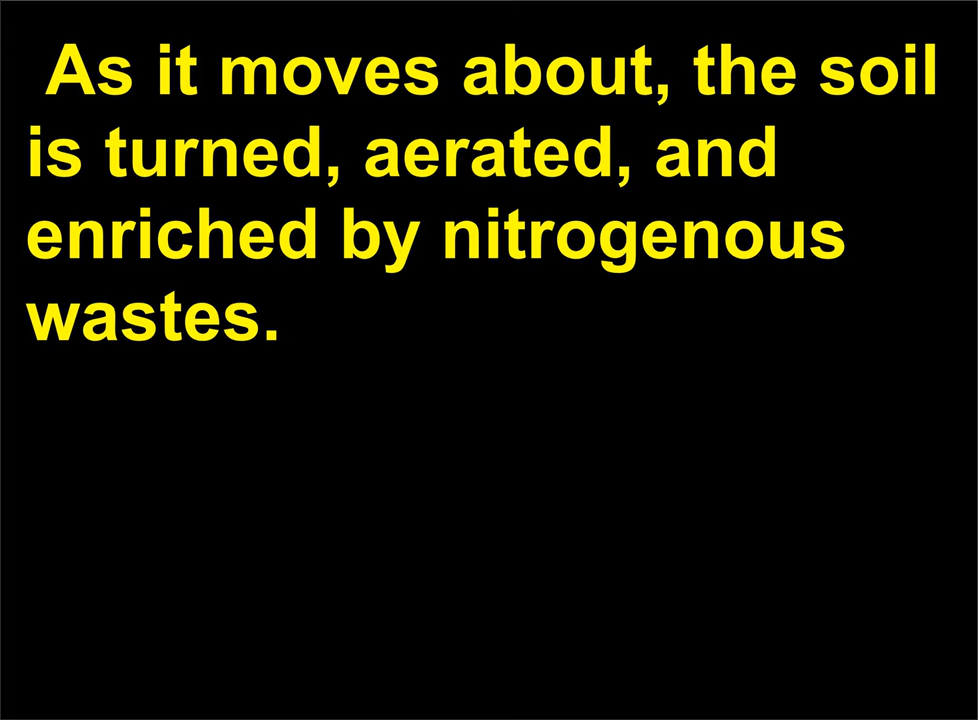 As it moves about, the soil
is turned, aerated, and
enriched by nitrogenous
wastes.